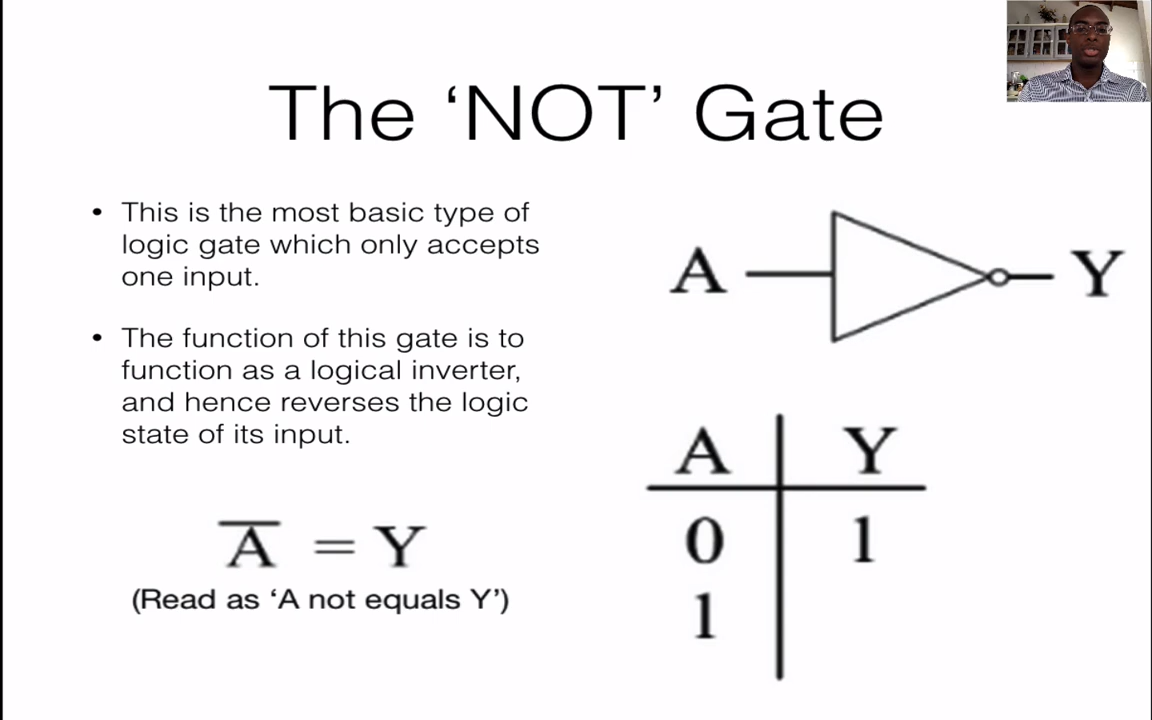 The ‘NOT’ Gate
• This is the most basic type of
logic gate which only accepts
one input.
• The function of this gate is to
function as a logical inverter,
and hence reverses the logic
state of its input.
A̅ = Y
(Read as ‘A not equals Y’)
A Y
A Y
0 1
1